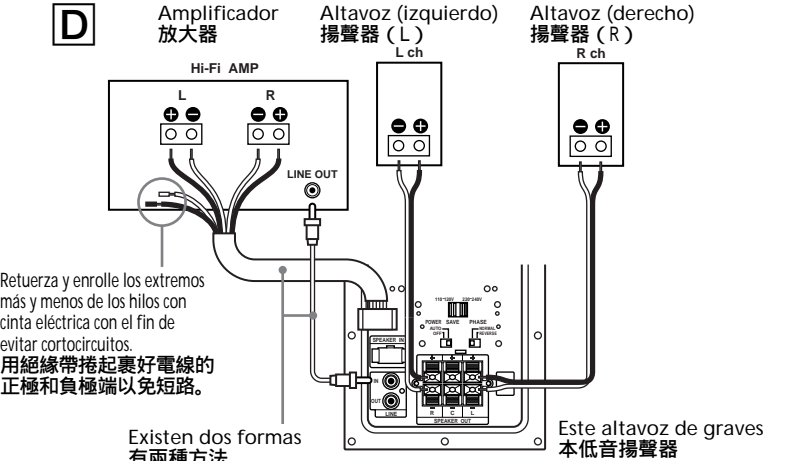 D
Amplificador
放大器
Altavoz (izquierdo)
揚聲器（L）
L ch
Altavoz (derecho)
揚聲器（R）
R ch
Hi-Fi AMP
L
R
LINE OUT
Retuerza y enrolle los extremos
más y menos de los hilos con
cinta eléctrica con el fin de
evitar cortocircuitos.
用絕緣帶捲起裹好電線的
正極和負極端以免短路。
110~120V 220~240V
POWER SAVE PHASE
AUTO NORMAL
OFF REVERSE
SPEAKER IN
IN
OUT
LINE
R C L
SPEAKER OUT
Existen dos formas
有兩種方法
Este altavoz de graves
本低音揚聲器